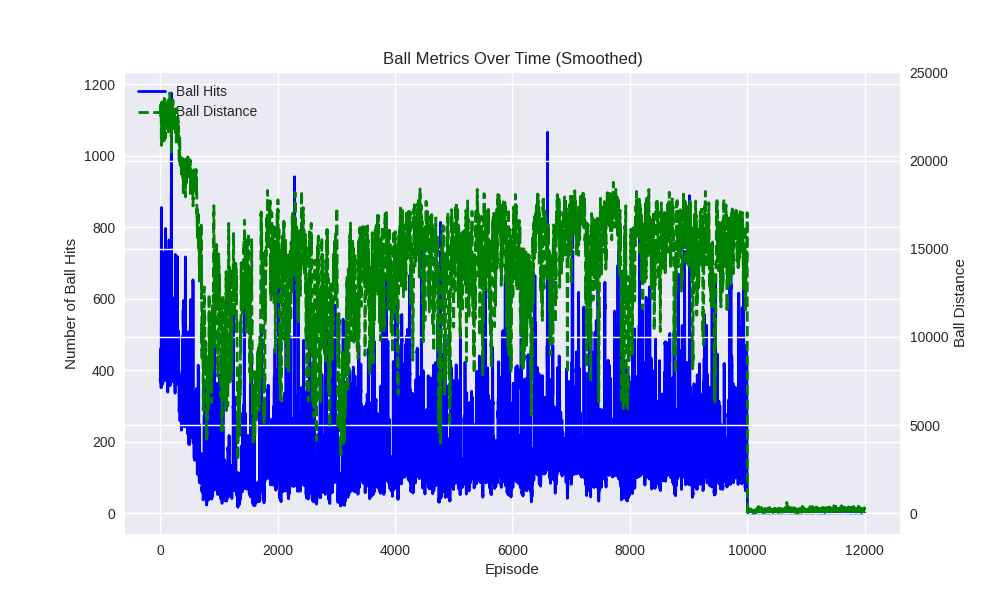 Ball Metrics Over Time (Smoothed)
Ball Hits
Ball Distance
Number of Ball Hits
1200
1000
800
600
400
200
0
25000
20000
15000
10000
5000
0
Ball Distance
0 2000 4000 6000 8000 10000 12000
Episode